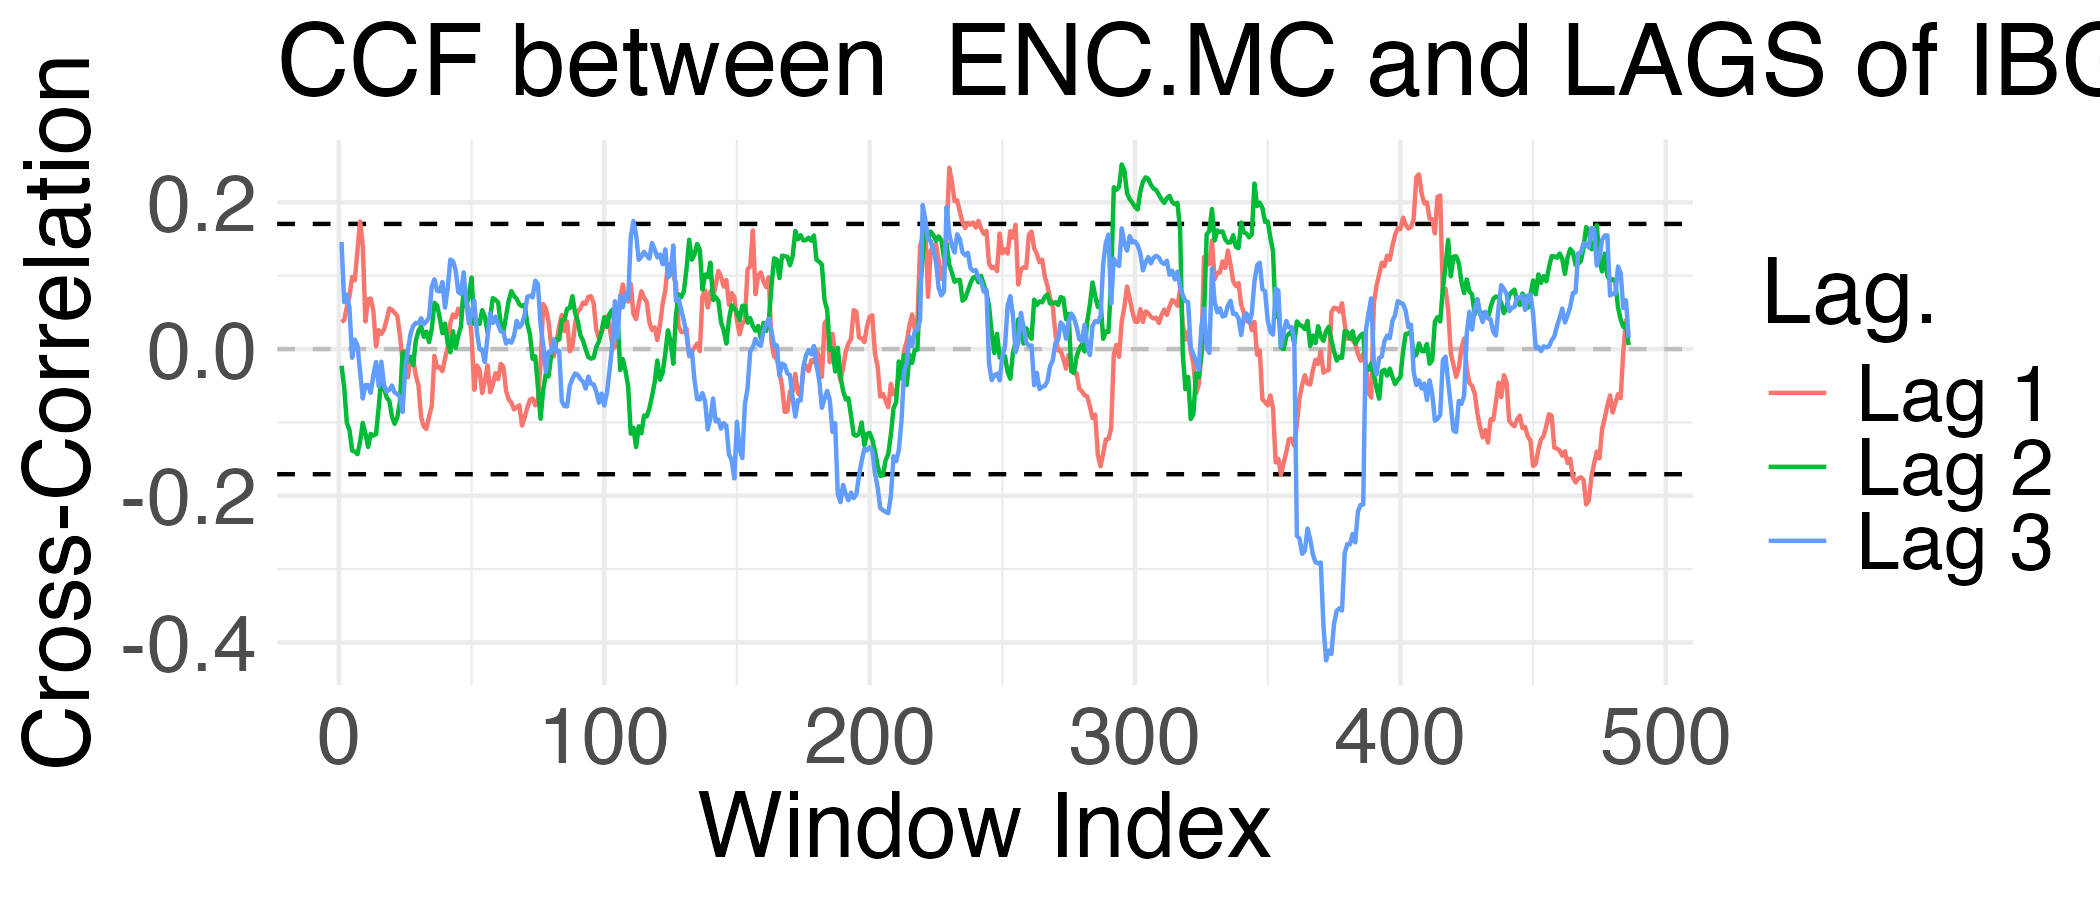 CCF between  ENC.MC and LAGS of IBC
Cross-Correlation
0.2
0.0
-0.2
-0.4
0 100 200 300 400 500
Window Index
Lag.
Lag 1
Lag 2
Lag 3